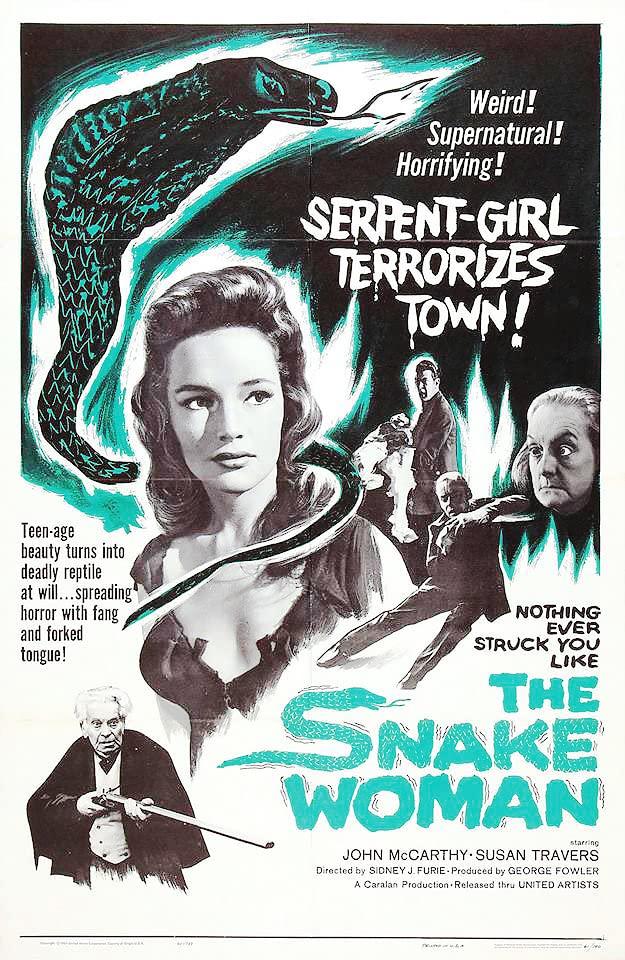 Weird!
Supernatural!
Horrifying!
SERPENT-GIRL
TERRORIZES
TOWN!
Teen-age
beauty turns into
deadly reptile
at will...spreading
horror with fang
and forked
tongue!
NOTHING
EVER
STRUCK YOU
LIKE
THE
SNAKE
WOMAN
starring
JOHN McCARTHY · SUSAN TRAVERS
Directed by SIDNEY J. FURIE · Produced by GEORGE FOWLER
A Caralan Production · Released thru UNITED ARTISTS